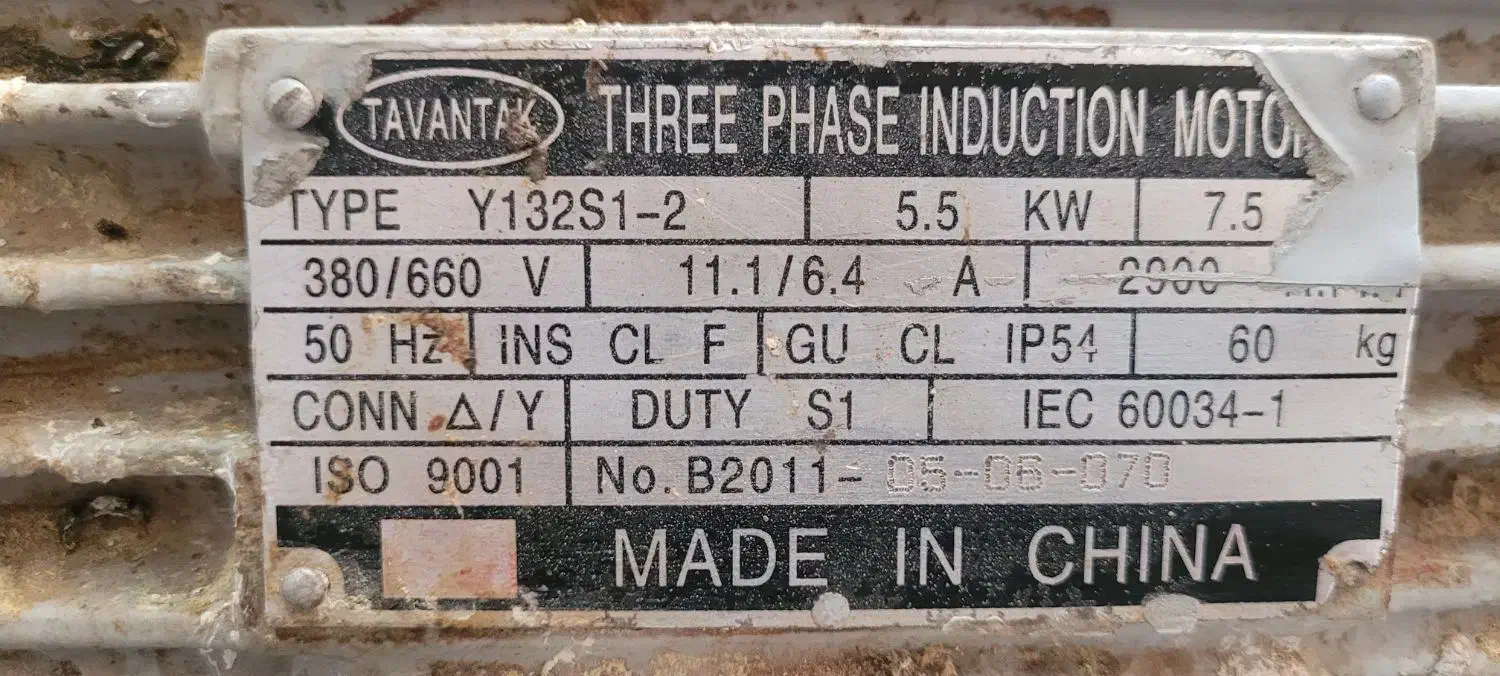 TAVANTAK THREE PHASE INDUCTION MOTOR
TYPE Y132S1-2 5.5 KW 7.5
380/660 V 11.1/6.4 A 2900
50 Hz INS CL F GU CL IP54 60 kg
CONN △/Y DUTY S1 IEC 60034-1
ISO 9001 No. B2011-05-06-070
MADE IN CHINA